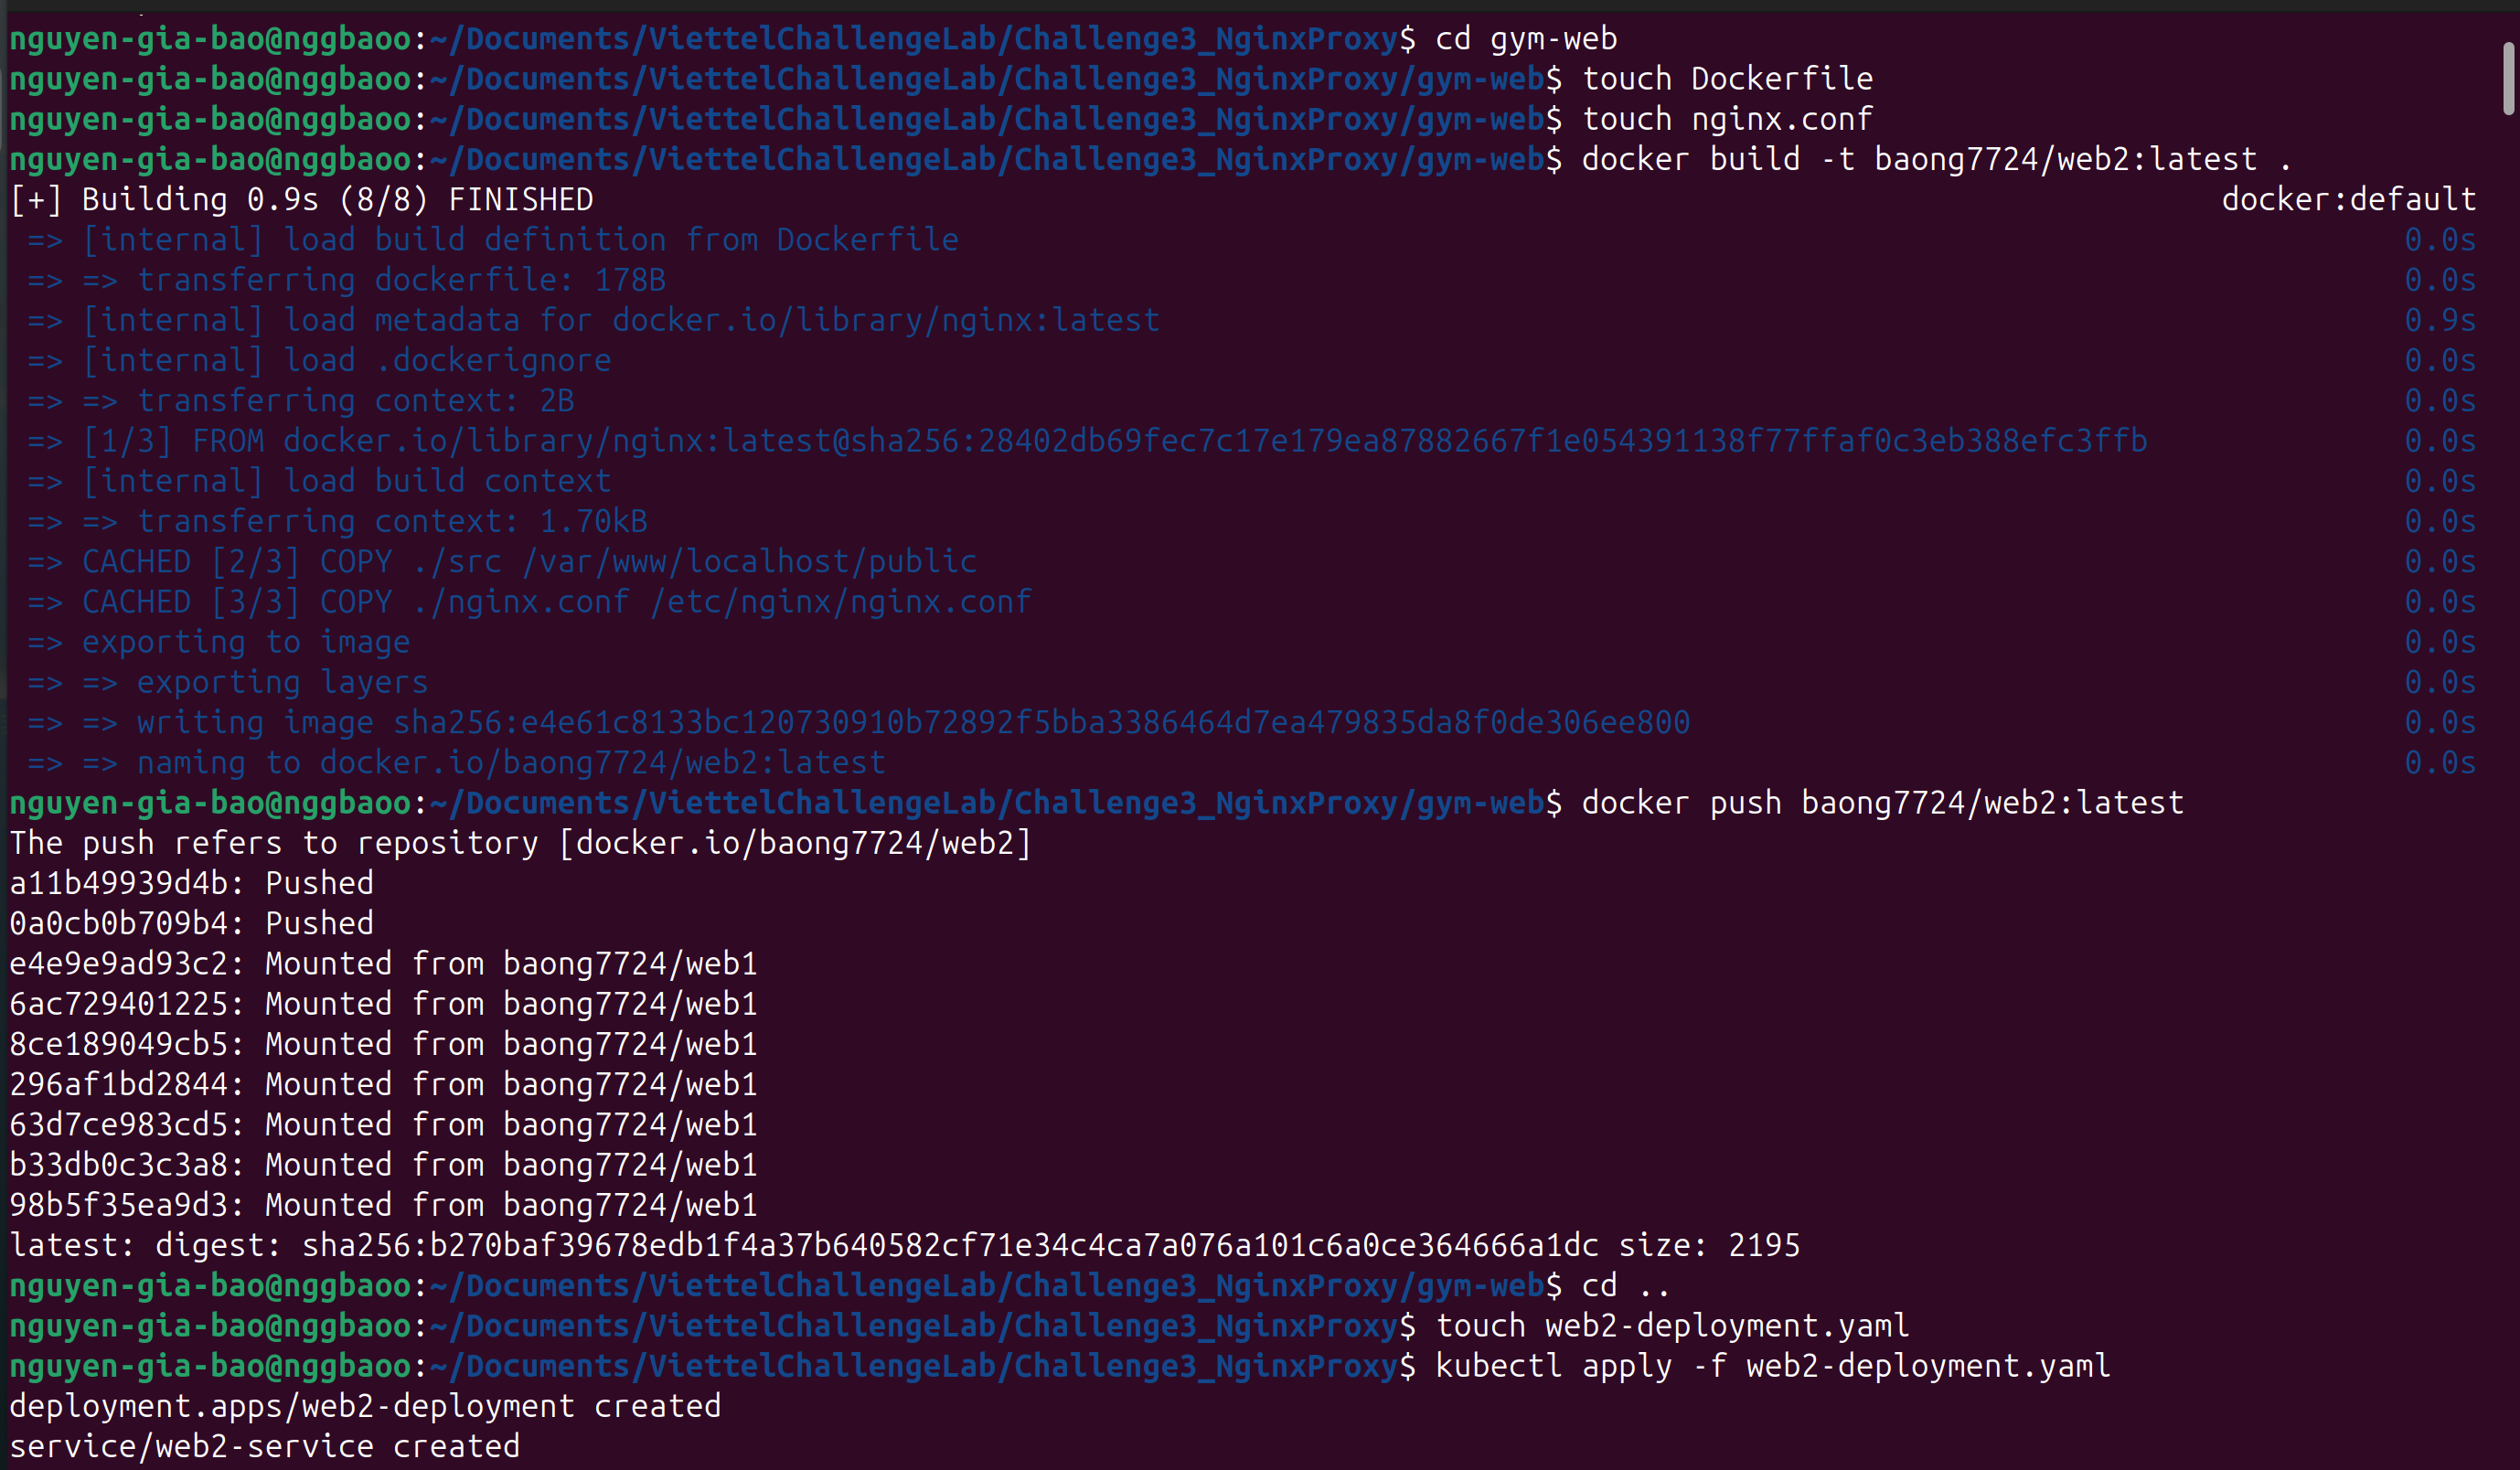 nguyen-gia-bao@nggbaoo:~/Documents/ViettelChallengeLab/Challenge3_NginxProxy$ cd gym-web
nguyen-gia-bao@nggbaoo:~/Documents/ViettelChallengeLab/Challenge3_NginxProxy/gym-web$ touch Dockerfile
nguyen-gia-bao@nggbaoo:~/Documents/ViettelChallengeLab/Challenge3_NginxProxy/gym-web$ touch nginx.conf
nguyen-gia-bao@nggbaoo:~/Documents/ViettelChallengeLab/Challenge3_NginxProxy/gym-web$ docker build -t baong7724/web2:latest .
[+] Building 0.9s (8/8) FINISHED docker:default
=> [internal] load build definition from Dockerfile 0.0s
=> => transferring dockerfile: 178B 0.0s
=> [internal] load metadata for docker.io/library/nginx:latest 0.9s
=> [internal] load .dockerignore 0.0s
=> => transferring context: 2B 0.0s
=> [1/3] FROM docker.io/library/nginx:latest@sha256:28402db69fec7c17e179ea87882667f1e054391138f77ffaf0c3eb388efc3ffb 0.0s
=> [internal] load build context 0.0s
=> => transferring context: 1.70kB 0.0s
=> CACHED [2/3] COPY ./src /var/www/localhost/public 0.0s
=> CACHED [3/3] COPY ./nginx.conf /etc/nginx/nginx.conf 0.0s
=> exporting to image 0.0s
=> => exporting layers 0.0s
=> => writing image sha256:e4e61c8133bc120730910b72892f5bba3386464d7ea479835da8f0de306ee800 0.0s
=> => naming to docker.io/baong7724/web2:latest 0.0s
nguyen-gia-bao@nggbaoo:~/Documents/ViettelChallengeLab/Challenge3_NginxProxy/gym-web$ docker push baong7724/web2:latest
The push refers to repository [docker.io/baong7724/web2]
a11b49939d4b: Pushed
0a0cb0b709b4: Pushed
e4e9e9ad93c2: Mounted from baong7724/web1
6ac729401225: Mounted from baong7724/web1
8ce189049cb5: Mounted from baong7724/web1
296af1bd2844: Mounted from baong7724/web1
63d7ce983cd5: Mounted from baong7724/web1
b33db0c3c3a8: Mounted from baong7724/web1
98b5f35ea9d3: Mounted from baong7724/web1
latest: digest: sha256:b270baf39678edb1f4a37b640582cf71e34c4ca7a076a101c6a0ce364666a1dc size: 2195
nguyen-gia-bao@nggbaoo:~/Documents/ViettelChallengeLab/Challenge3_NginxProxy/gym-web$ cd ..
nguyen-gia-bao@nggbaoo:~/Documents/ViettelChallengeLab/Challenge3_NginxProxy$ touch web2-deployment.yaml
nguyen-gia-bao@nggbaoo:~/Documents/ViettelChallengeLab/Challenge3_NginxProxy$ kubectl apply -f web2-deployment.yaml
deployment.apps/web2-deployment created
service/web2-service created